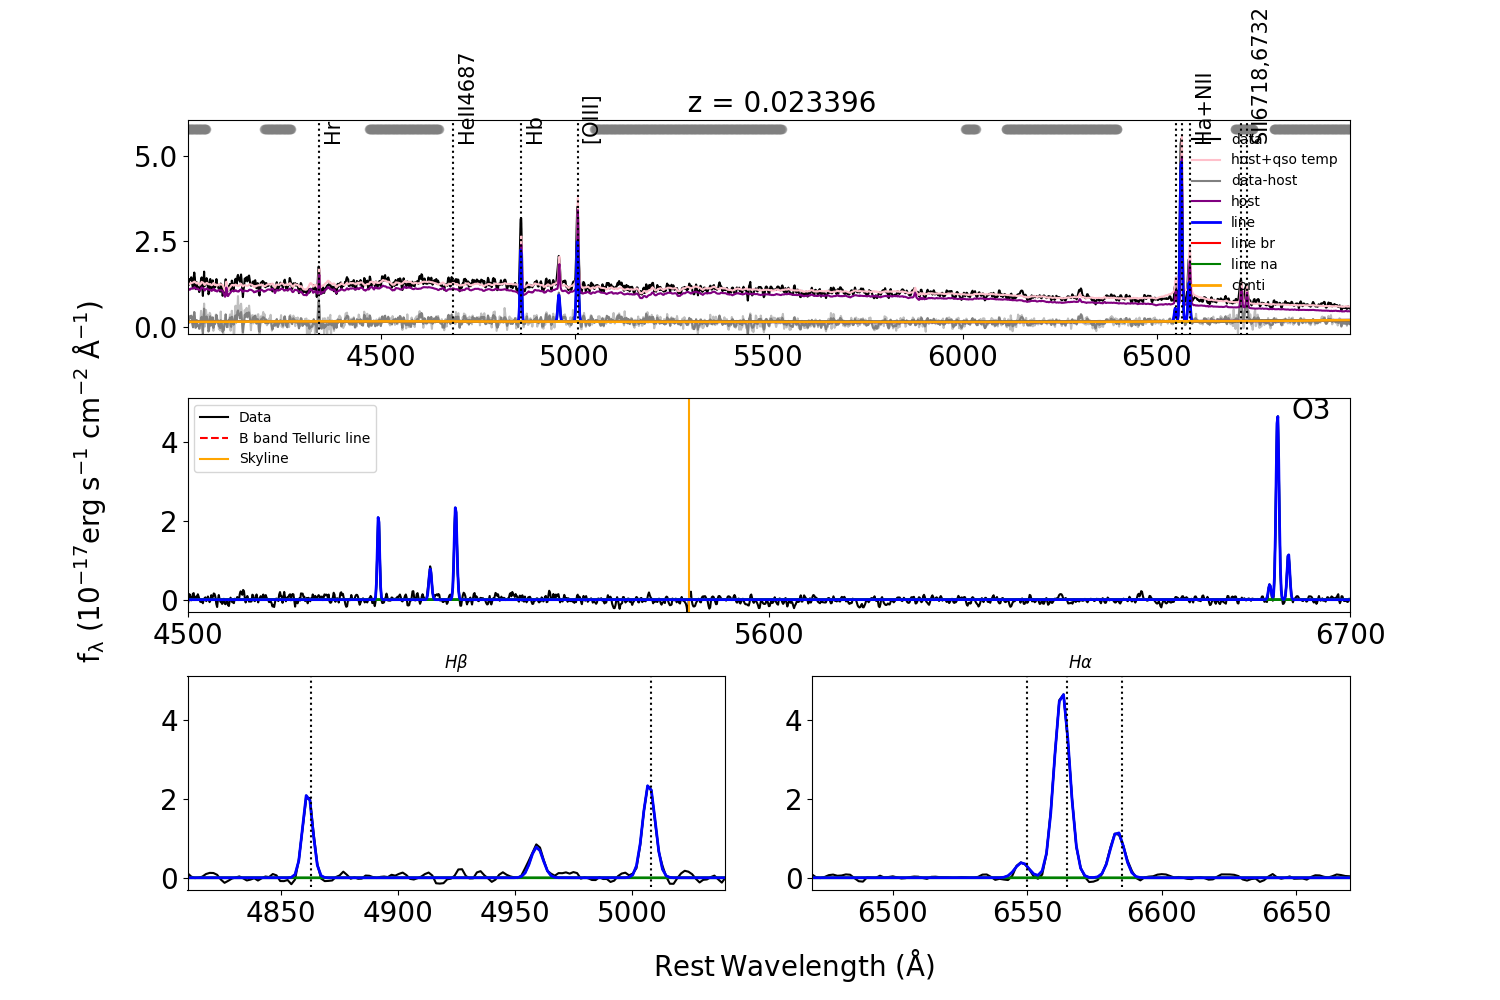 z = 0.023396
Hr
HeII4687
Hb
[OIII]
Ha+NII
SII6718,6732
data
host+qso temp
data-host
host
line
line br
line na
conti
5.0
2.5
0.0
4500 5000 5500 6000 6500
fλ (10−17erg s−1 cm−2 Å−1)
Data
B band Telluric line
Skyline
O3
4
2
0
4500 5600 6700
Hβ
4
2
0
4850 4900 4950 5000
Hα
4
2
0
6500 6550 6600 6650
Rest Wavelength (Å)